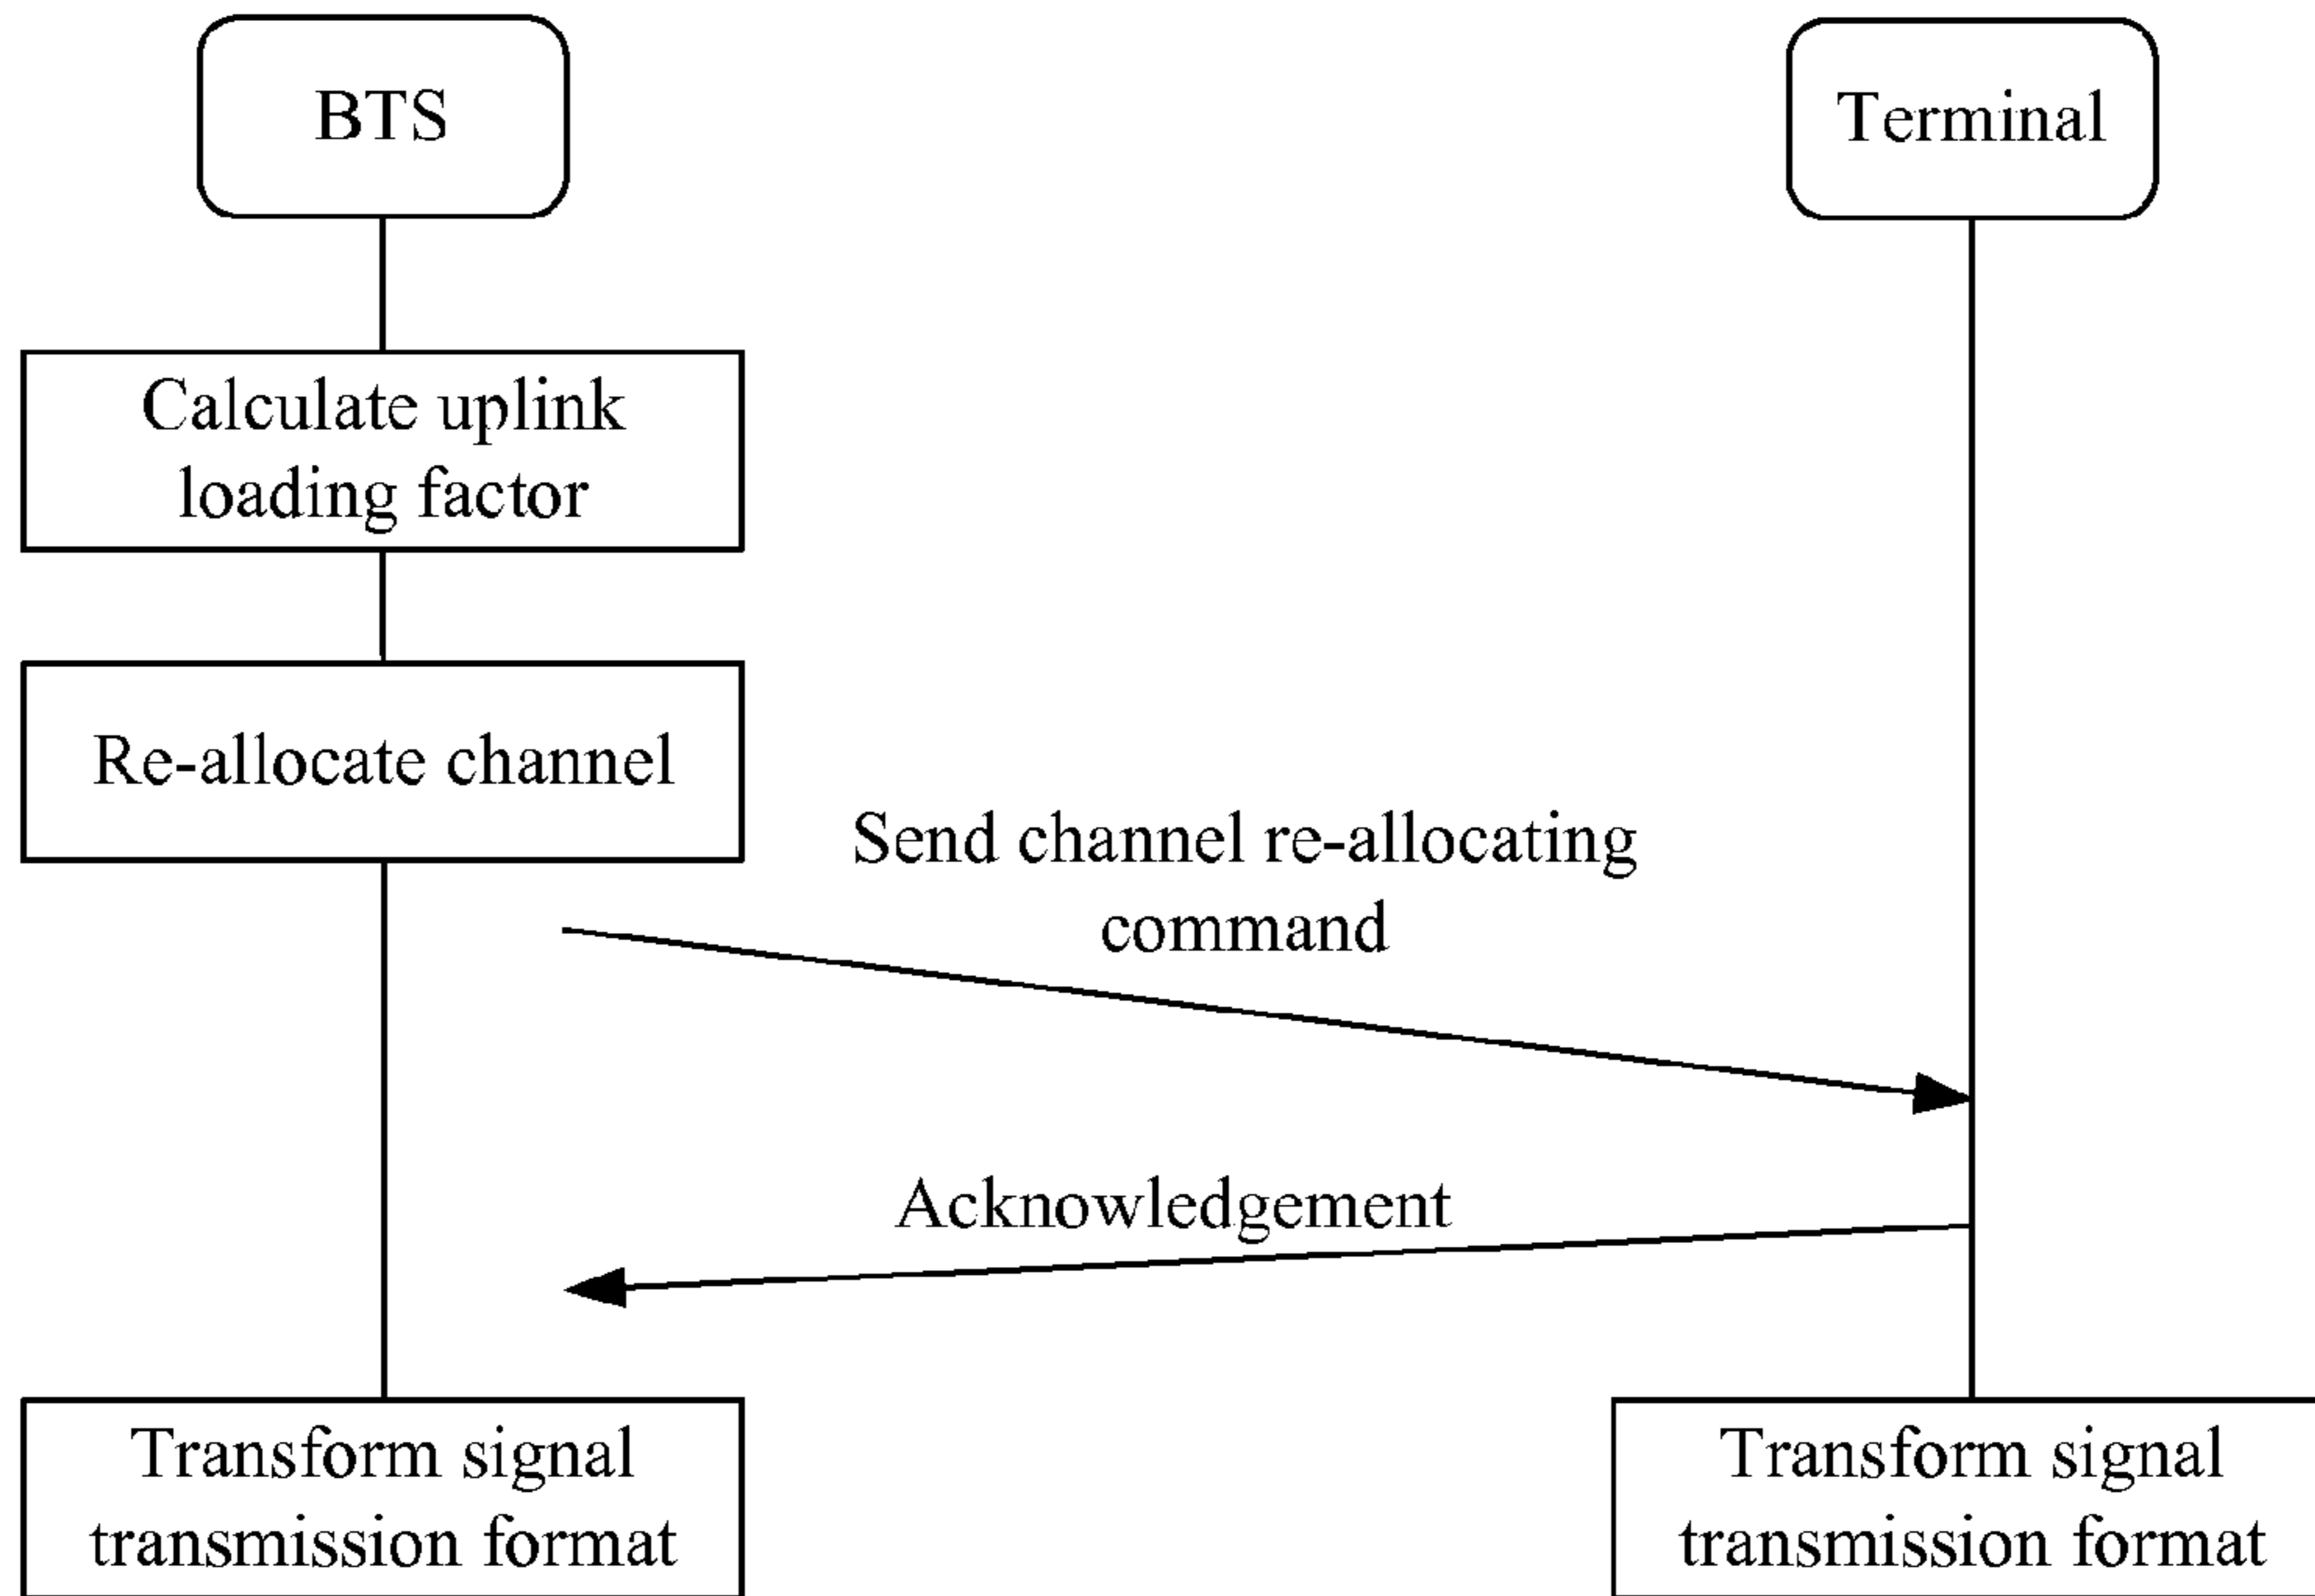 BTS
Terminal
Calculate uplink
loading factor
Re-allocate channel
Send channel re-allocating
command
Acknowledgement
Transform signal
transmission format
Transform signal
transmission format